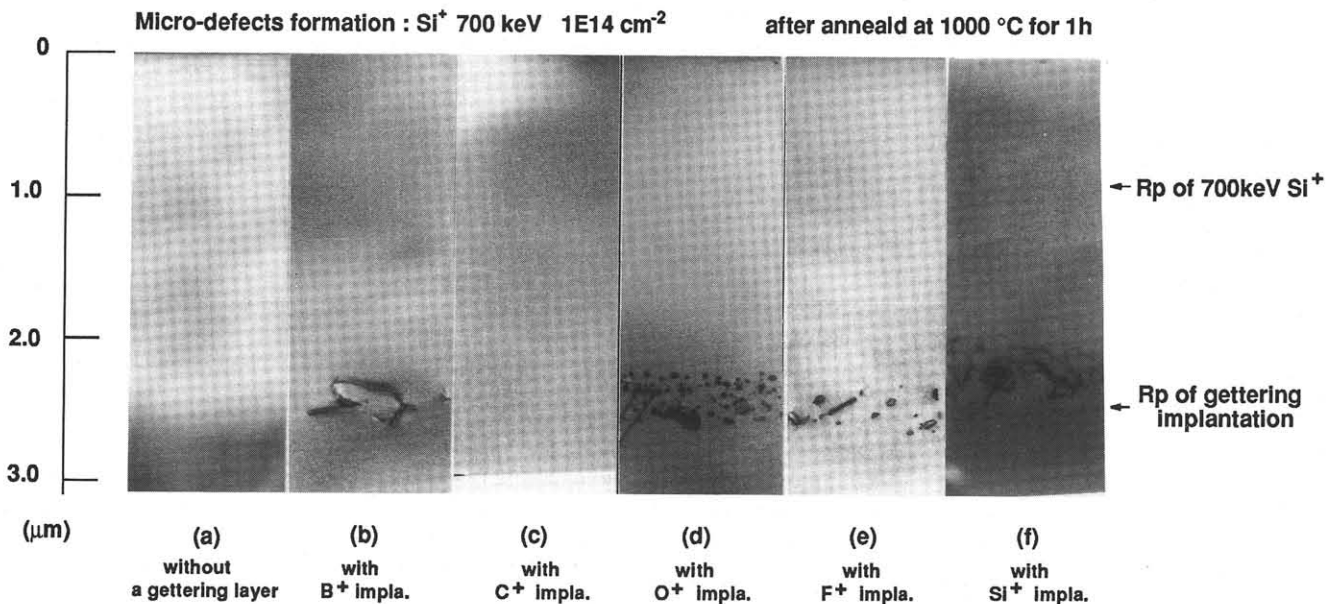 Micro-defects formation : Si⁺ 700 keV 1E14 cm⁻² after anneald at 1000 °C for 1h
0
1.0
Rp of 700keV Si⁺
2.0
Rp of gettering
implantation
3.0
(μm)
(a) (b) (c) (d) (e) (f)
without with with with with with
a gettering layer B⁺ impla. C⁺ impla. O⁺ impla. F⁺ impla. Si⁺ impla.